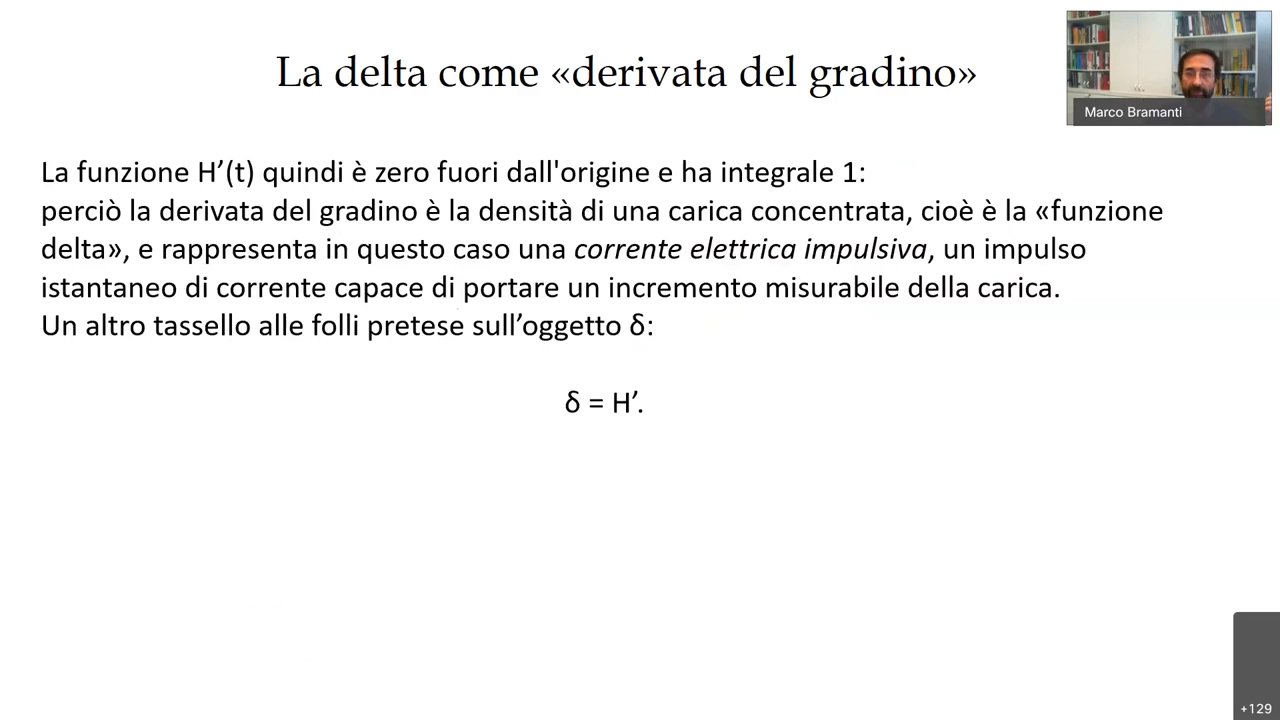 La delta come «derivata del gradino»
Marco Bramanti
La funzione H’(t) quindi è zero fuori dall'origine e ha integrale 1:
perciò la derivata del gradino è la densità di una carica concentrata, cioè è la «funzione
delta», e rappresenta in questo caso una corrente elettrica impulsiva, un impulso
istantaneo di corrente capace di portare un incremento misurabile della carica.
Un altro tassello alle folli pretese sull’oggetto δ:
δ = H’.
+129